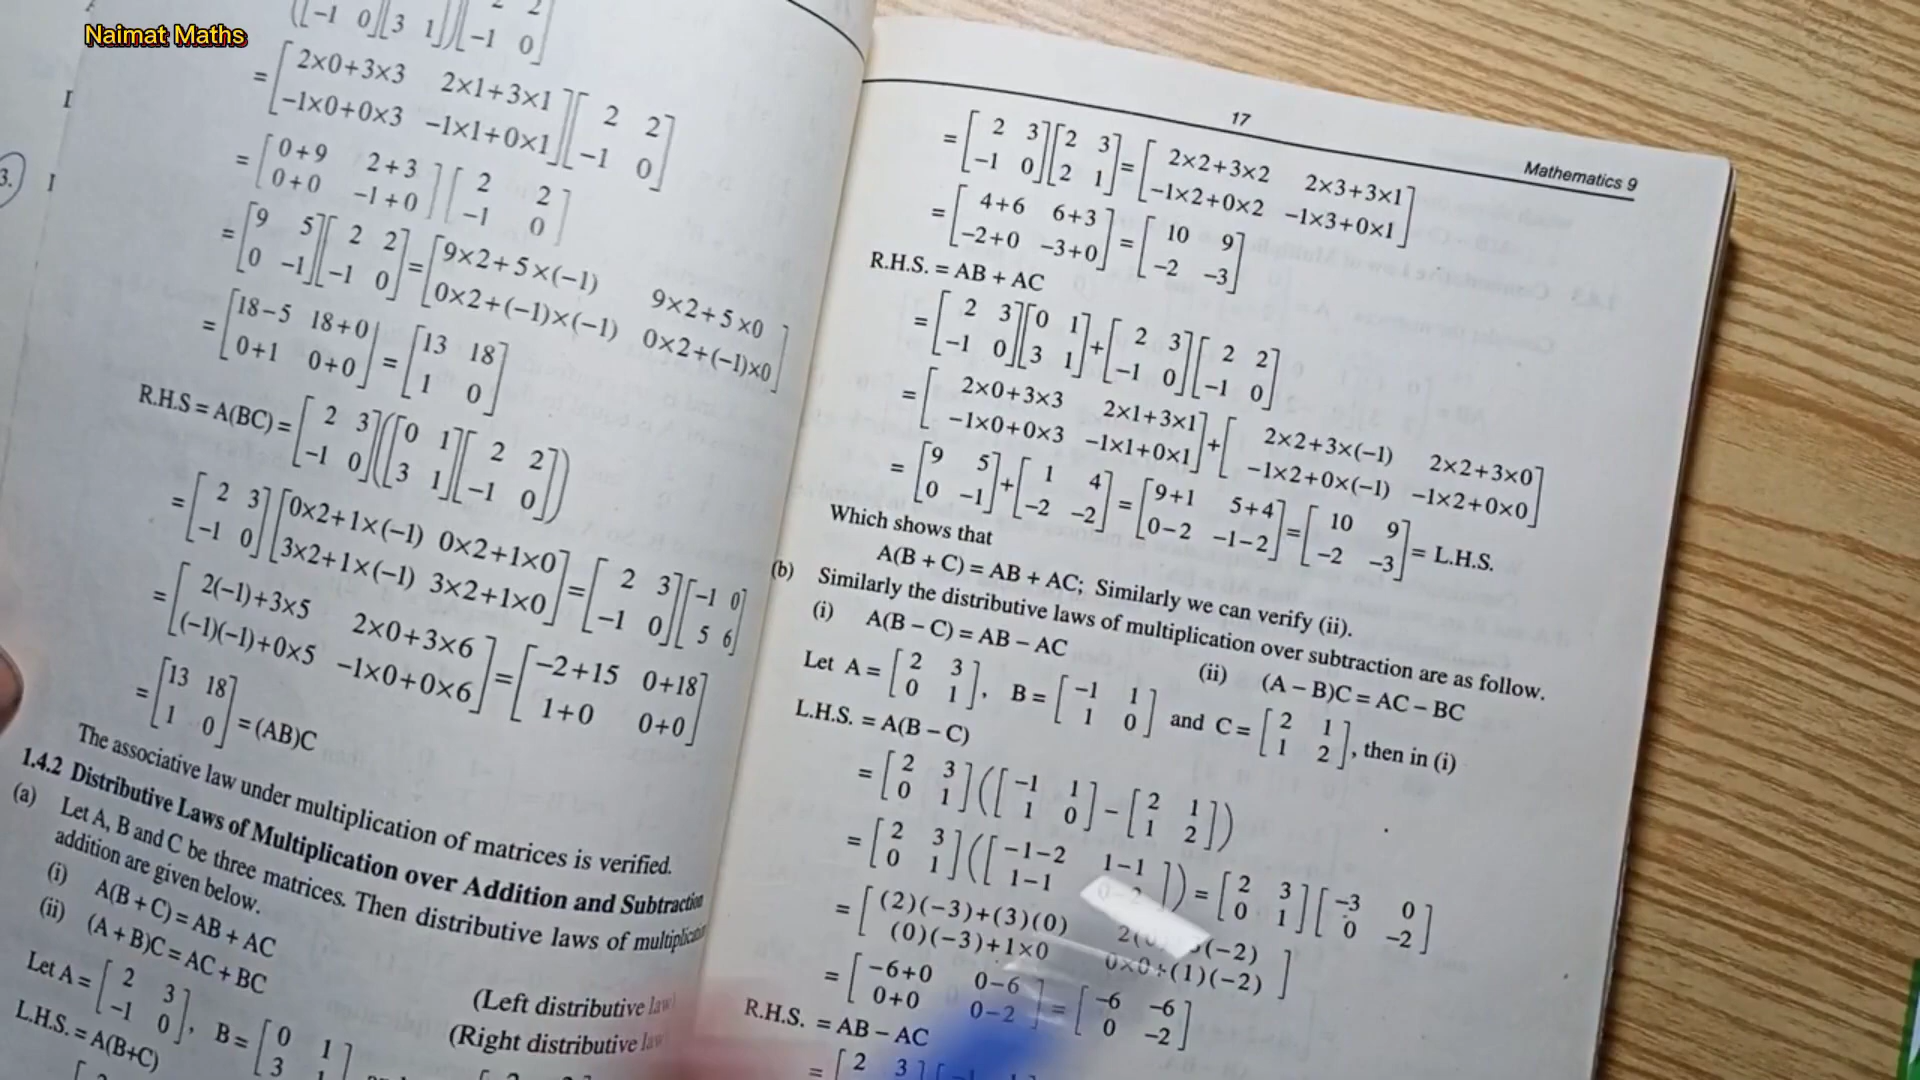 Naimat Maths
([ -1 0][3 1])[ -1 0]
= [2×0+3×3 2×1+3×1][2 2]
[-1×0+0×3 -1×1+0×1][-1 0]
= [0+9 2+3][2 2]
[0+0 -1+0][-1 0]
= [9 5][2 2] = [9×2+5×(-1) 9×2+5×0]
[0 -1][-1 0] [0×2+(-1)×(-1) 0×2+(-1)×0]
= [18-5 18+0] = [13 18]
[0+1 0+0] [1 0]
R.H.S = A(BC) = [2 3]([0 1][2 2])
[-1 0]([3 1][-1 0])
= [2 3][0×2+1×(-1) 0×2+1×0] = [2 3][-1 0]
[-1 0][3×2+1×(-1) 3×2+1×0] [-1 0][5 6]
= [2(-1)+3×5 2×0+3×6] = [-2+15 0+18]
[(-1)(-1)+0×5 -1×0+0×6] [1+0 0+0]
= [13 18] = (AB)C
[1 0]
The associative law under multiplication of matrices is verified.
1.4.2 Distributive Laws of Multiplication over Addition and Subtraction
(a) Let A, B and C be three matrices. Then distributive laws of multiplication
addition are given below.
(i) A(B + C) = AB + AC
(Left distributive law
(ii) (A + B)C = AC + BC
(Right distributive law
Let A = [2 3], B = [0 1]
[-1 0] [3
L.H.S. = A(B+C)
3.
17
Mathematics 9
= [2 3][2 3] = [2×2+3×2 2×3+3×1]
[-1 0][2 1] [-1×2+0×2 -1×3+0×1]
= [4+6 6+3] = [10 9]
[-2+0 -3+0] [-2 -3]
R.H.S. = AB + AC
= [2 3][0 1] + [2 3][2 2]
[-1 0][3 1] [-1 0][-1 0]
= [2×0+3×3 2×1+3×1] + [2×2+3×(-1) 2×2+3×0]
[-1×0+0×3 -1×1+0×1] [-1×2+0×(-1) -1×2+0×0]
= [9 5] + [1 4] = [9+1 5+4] = [10 9] = L.H.S.
[0 -1] [-2 -2] [0-2 -1-2] [-2 -3]
Which shows that
A(B + C) = AB + AC; Similarly we can verify (ii).
(b) Similarly the distributive laws of multiplication over subtraction are as follow.
(i) A(B - C) = AB - AC (ii) (A - B)C = AC - BC
Let A = [2 3], B = [-1 1] and C = [2 1], then in (i)
[0 1] [1 0] [1 2]
L.H.S. = A(B - C)
= [2 3]([-1 1] - [2 1])
[0 1]([1 0] [1 2])
= [2 3]([-1-2 1-1]) = [2 3][-3 0]
[0 1]([1-1 0-2]) [0 1][0 -2]
= [(2)(-3)+(3)(0) (-2)]
[(0)(-3)+1×0 0×0+(1)(-2)]
= [-6+0 0-6] = [-6 -6]
[0+0 0-2] [0 -2]
R.H.S. = AB - AC
= [2 3]